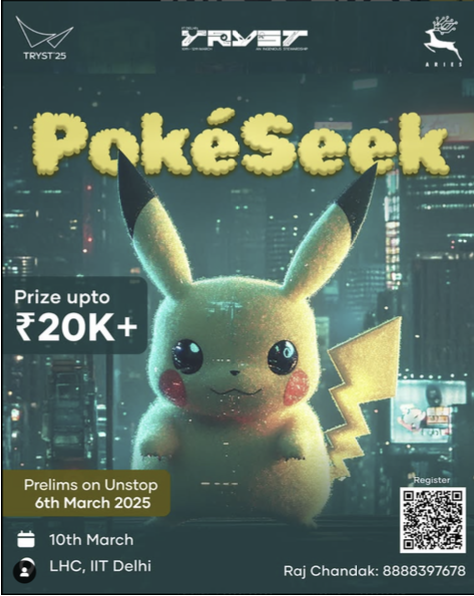 TRYST'25
TRYST
ARIES
PokéSeek
Prize upto
₹20K+
Prelims on Unstop
6th March 2025
10th March
LHC, IIT Delhi
Register
Raj Chandak: 8888397678